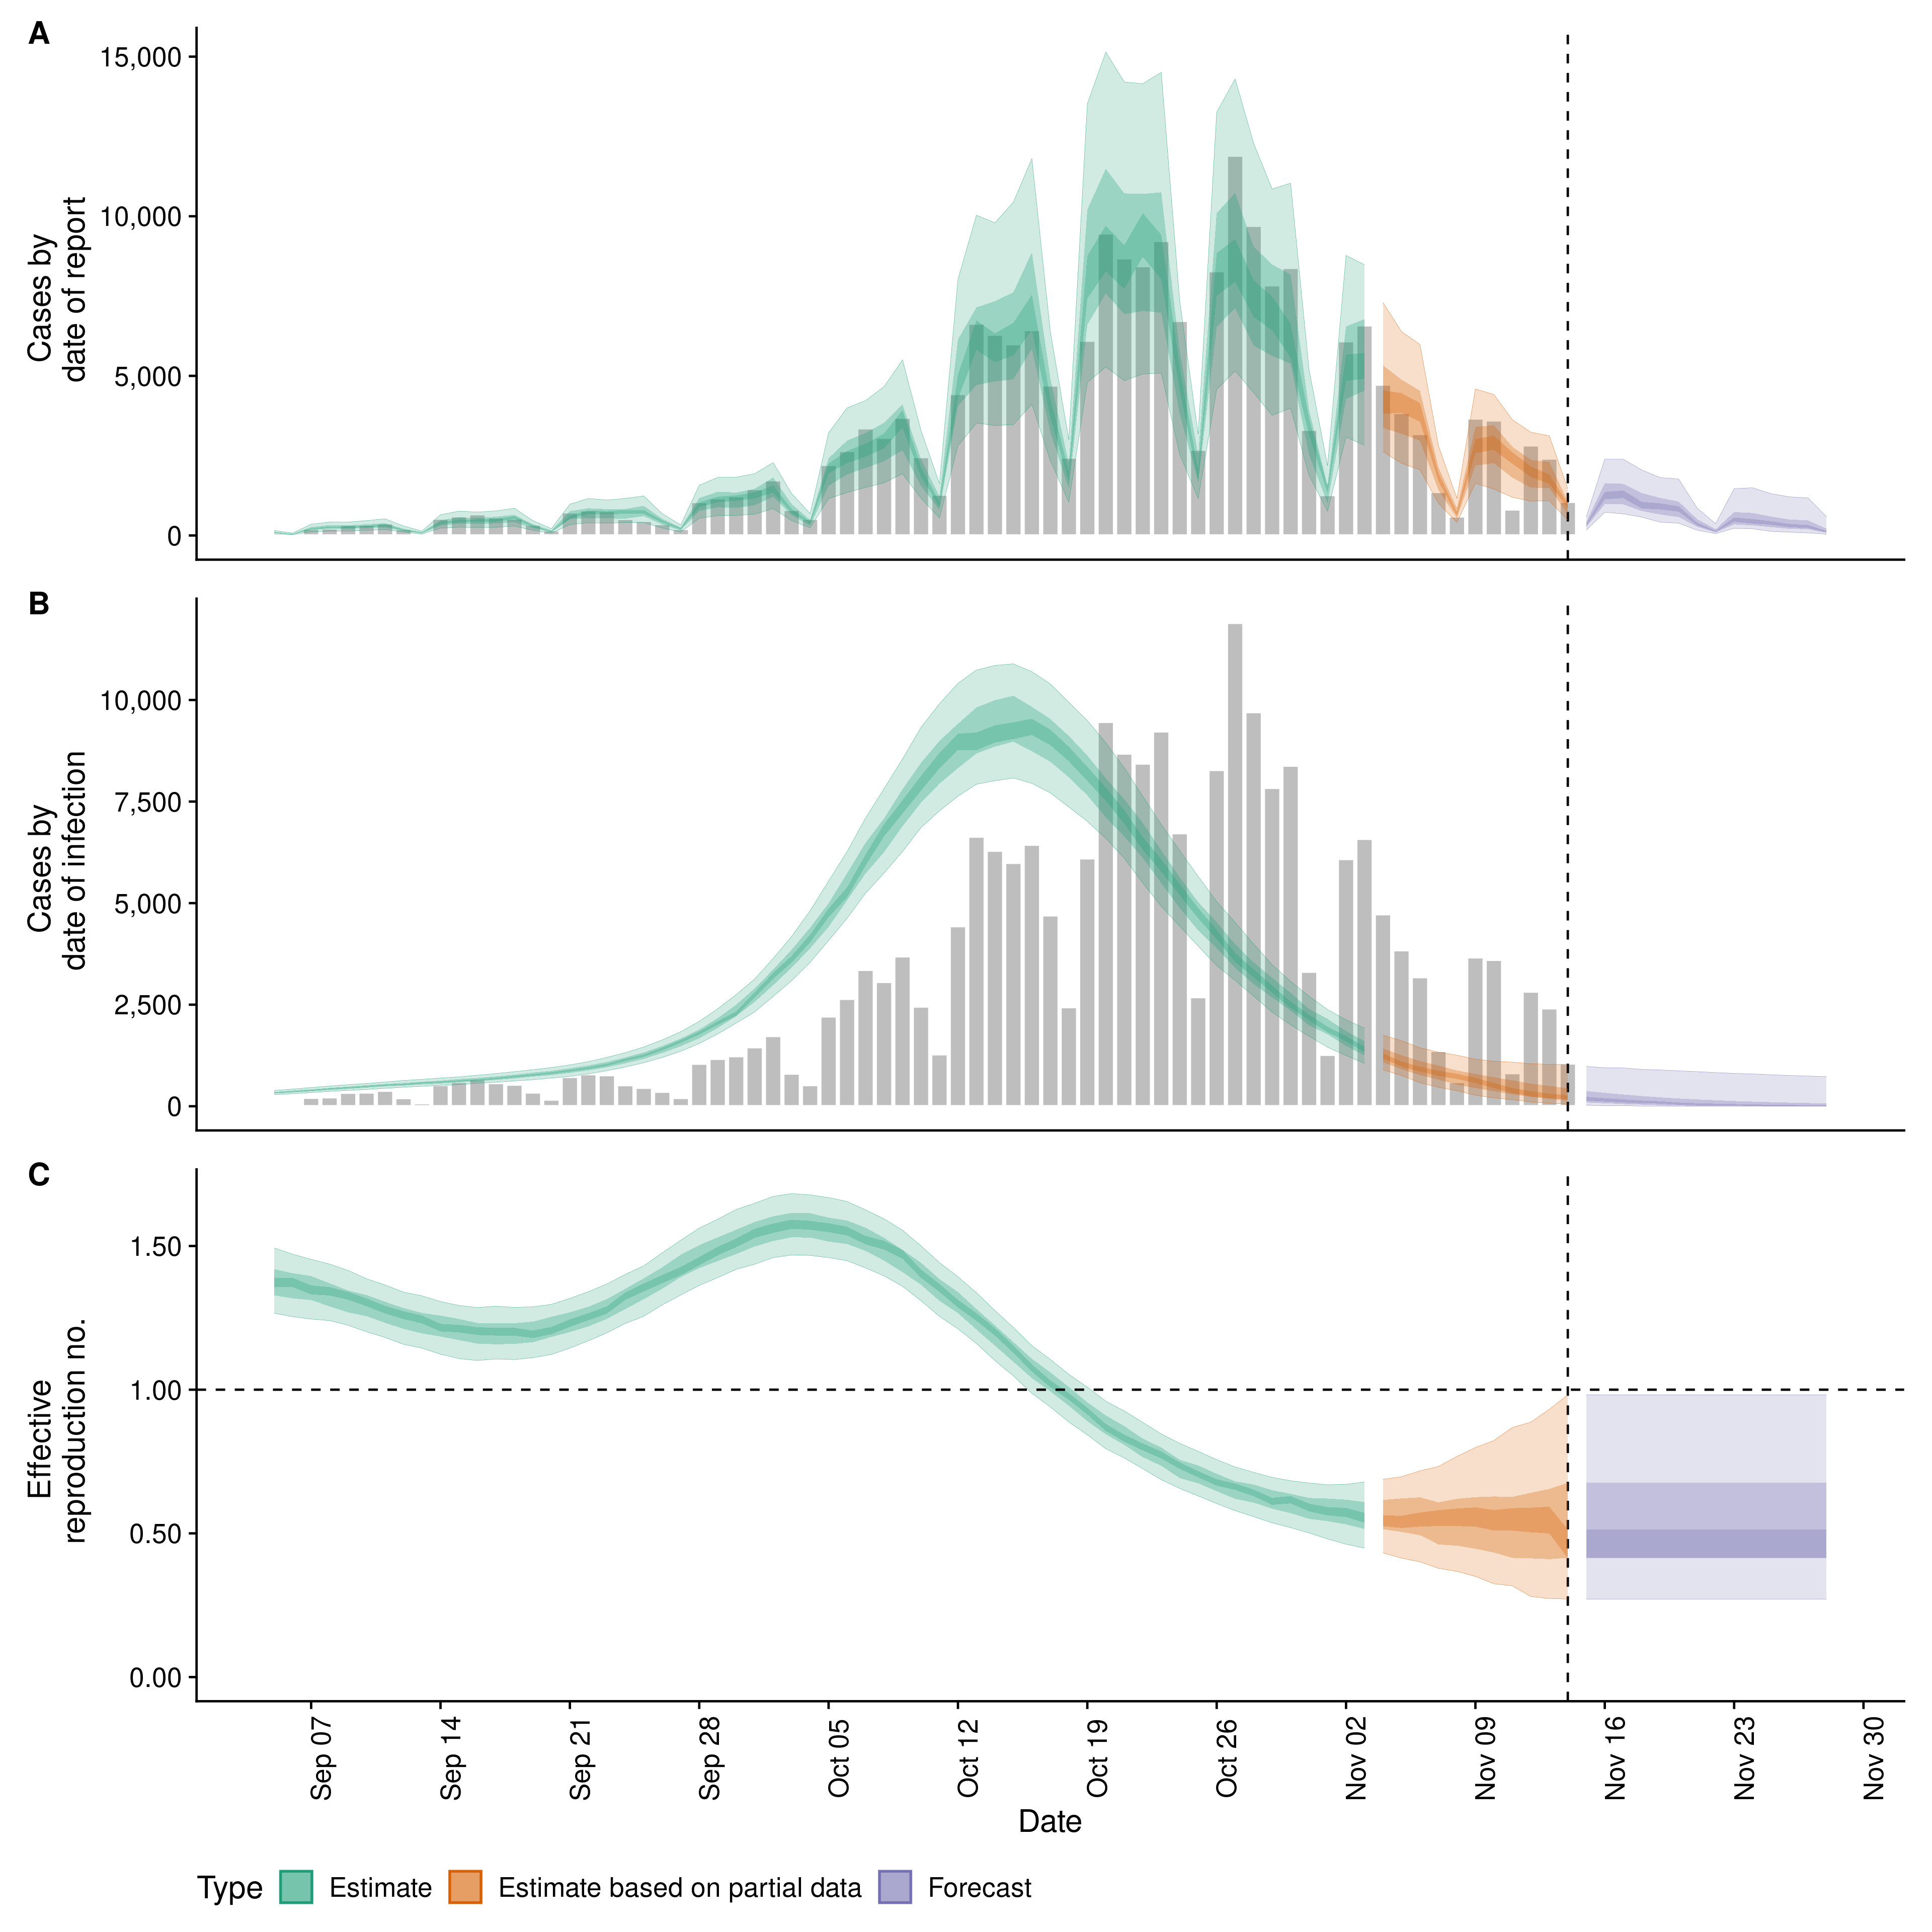 A
15,000
10,000
5,000
0
Cases by
date of report
B
10,000
7,500
5,000
2,500
0
Cases by
date of infection
C
1.50
1.00
0.50
0.00
Effective
reproduction no.
Sep 07
Sep 14
Sep 21
Sep 28
Oct 05
Oct 12
Oct 19
Oct 26
Nov 02
Nov 09
Nov 16
Nov 23
Nov 30
Date
Type Estimate Estimate based on partial data Forecast